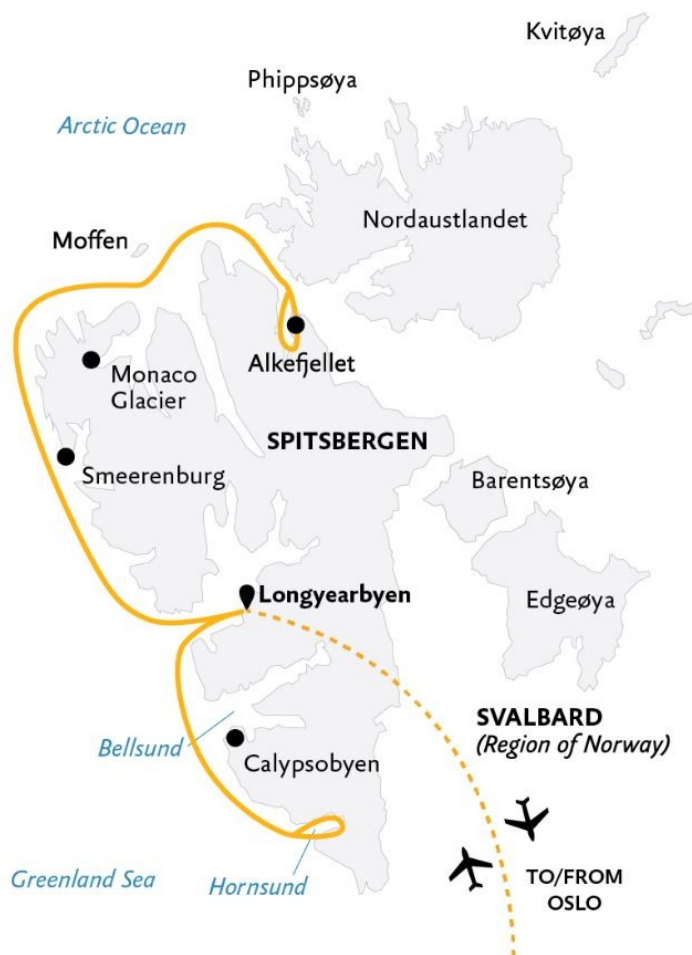 Kvitøya
Phippsøya
Arctic Ocean
Nordaustlandet
Moffen
Alkefjellet
Monaco
Glacier
SPITSBERGEN
Smeerenburg
Barentsøya
Longyearbyen
Edgeøya
SVALBARD
(Region of Norway)
Bellsund
Calypsobyen
Greenland Sea
Hornsund
TO/FROM
OSLO